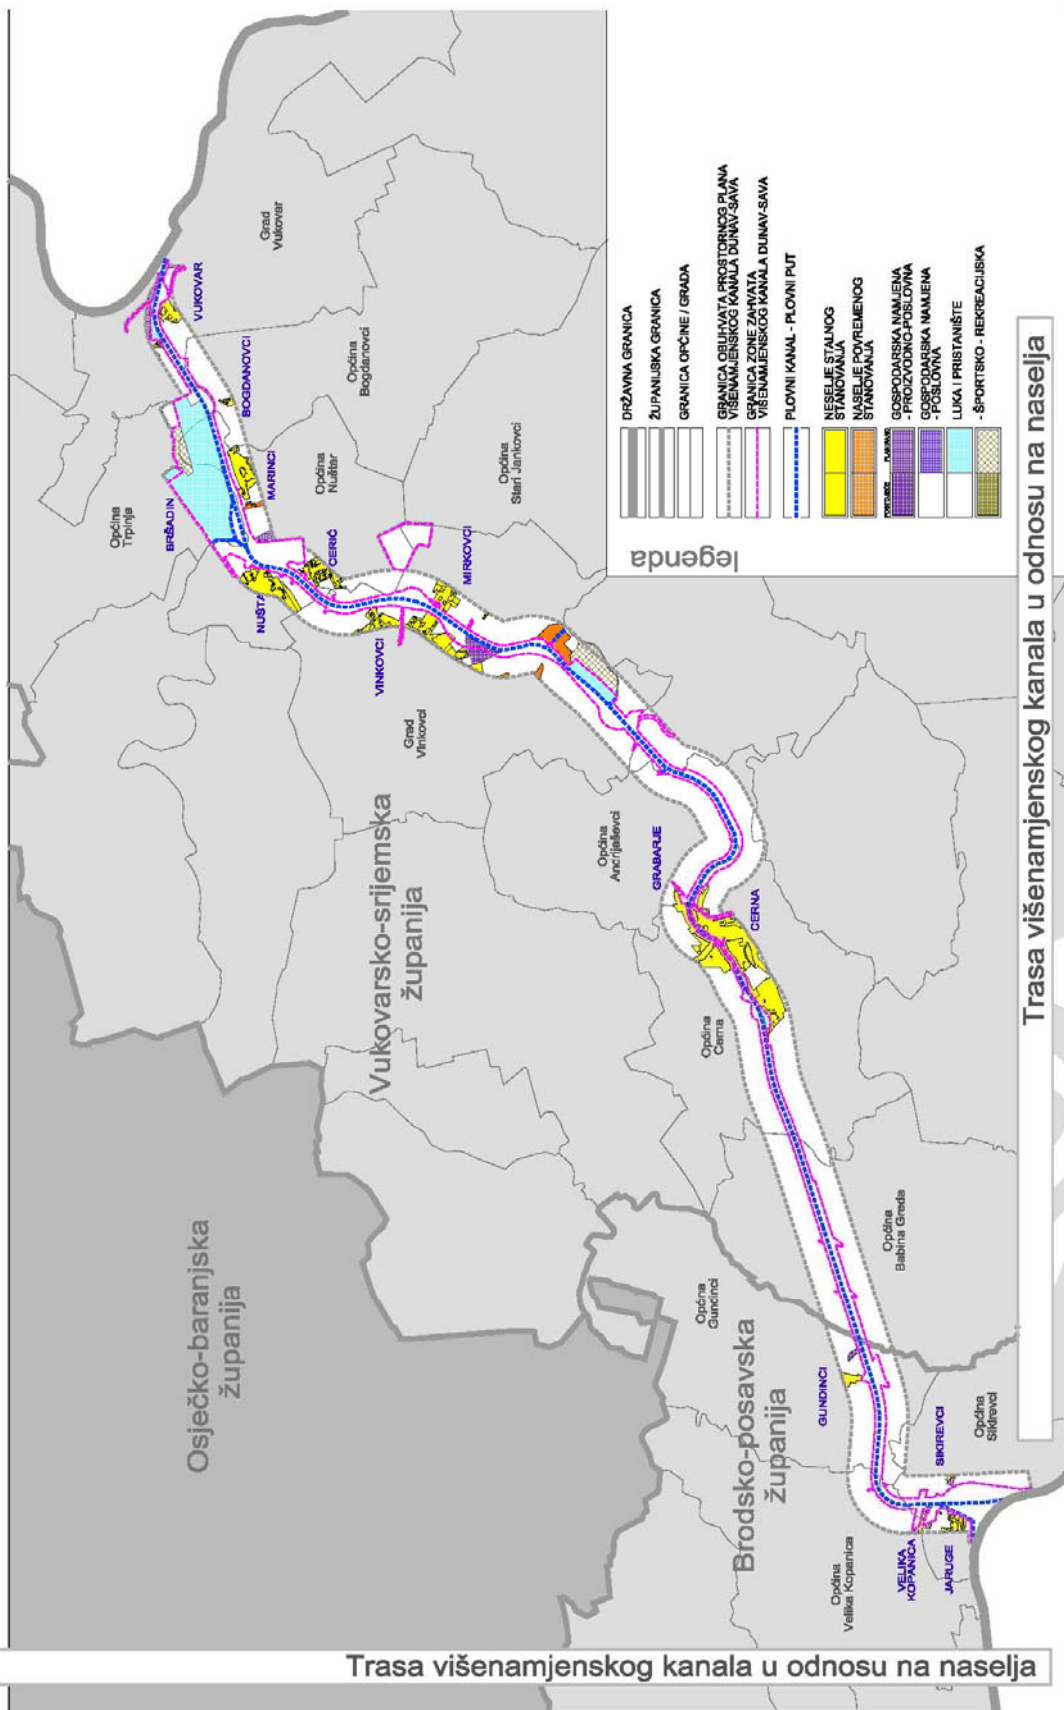 Osječko-baranjska
županija
Vukovarsko-srijemska
županija
Brodsko-posavska
županija
Grad
Vukovar
Općina
Bogdanovci
Općina
Nuštar
Općina
Stari Jankovci
Općina
Trpinja
Grad
Vinkovci
Općina
Andrijaševci
Općina
Cerna
Općina
Babina Greda
Općina
Gundinci
Općina
Sikirevci
Općina
Velika Kopanica
VUKOVAR
BOGDANOVCI
MARINCI
BRŠADIN
NUŠTA
CERIĆ
VINKOVCI
MIRKOVCI
GRABARJE
CERNA
GUNDINCI
SIKIREVCI
VELIKA
KOPANICA
JARUGE
legenda
DRŽAVNA GRANICA
ŽUPANIJSKA GRANICA
GRANICA OPĆINE / GRADA
GRANICA OBUHVATA PROSTORNOG PLANA
VIŠENAMJENSKOG KANALA DUNAV-SAVA
GRANICA ZONE ZAHVATA
VIŠENAMJENSKOG KANALA DUNAV-SAVA
PLOVNI KANAL - PLOVNI PUT
NESELJE STALNOG
STANOVANJA
NASELJE POVREMENOG
STANOVANJA
POSTOJEĆE
PLANIRANO
GOSPODARSKA NAMJENA
- PROIZVODNO-POSLOVNA
GOSPODARSKA NAMJENA
- POSLOVNA
LUKA I PRISTANIŠTE
- ŠPORTSKO - REKREACIJSKA
Trasa višenamjenskog kanala u odnosu na naselja
Trasa višenamjenskog kanala u odnosu na naselja